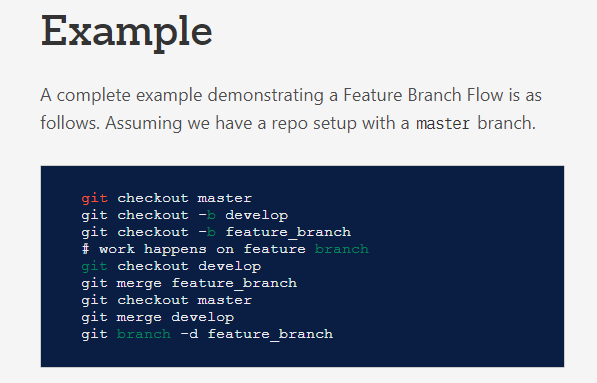 Example
A complete example demonstrating a Feature Branch Flow is as
follows. Assuming we have a repo setup with a master branch.
git checkout master
git checkout -b develop
git checkout -b feature_branch
# work happens on feature branch
git checkout develop
git merge feature_branch
git checkout master
git merge develop
git branch -d feature_branch